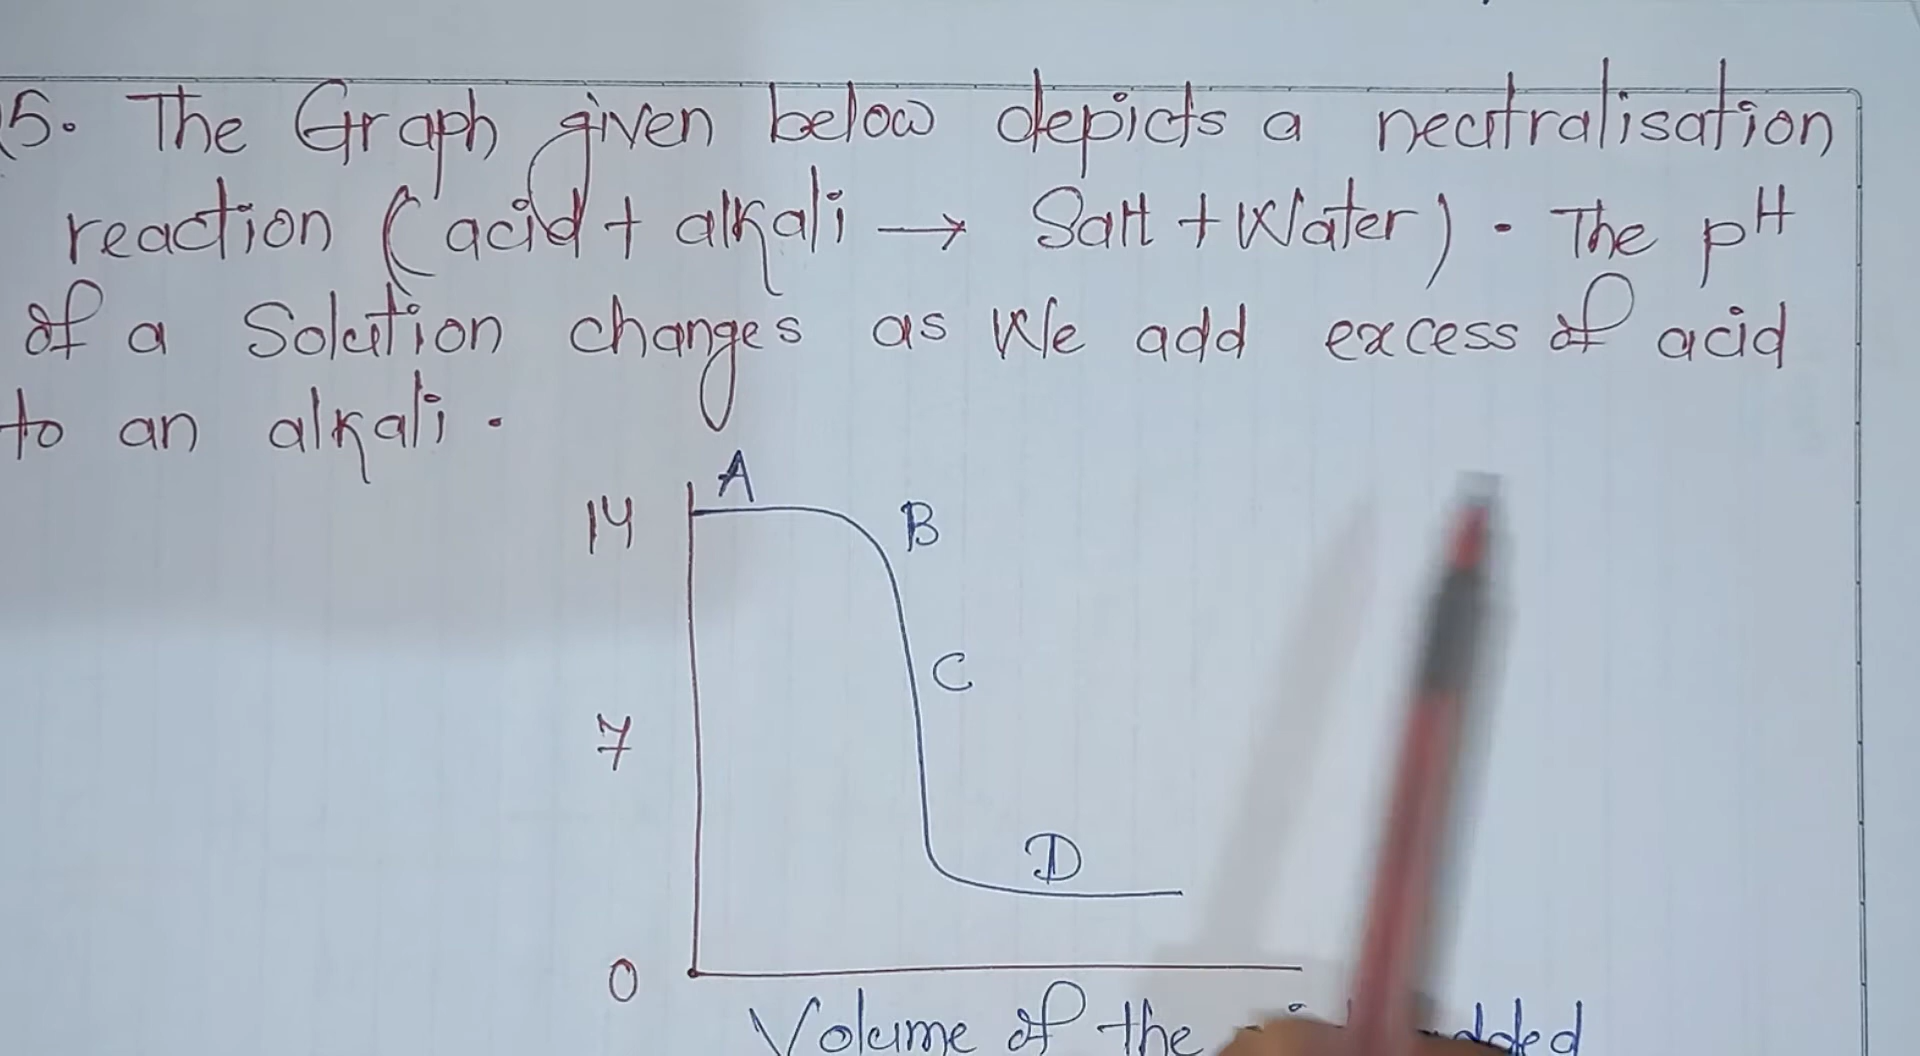 5. The Graph given below depicts a neutralisation
reaction (acid + alkali → Salt + Water). The pH
of a Solution changes as We add excess of acid
to an alkali.
A
14
B
C
7
D
0
Volume of the